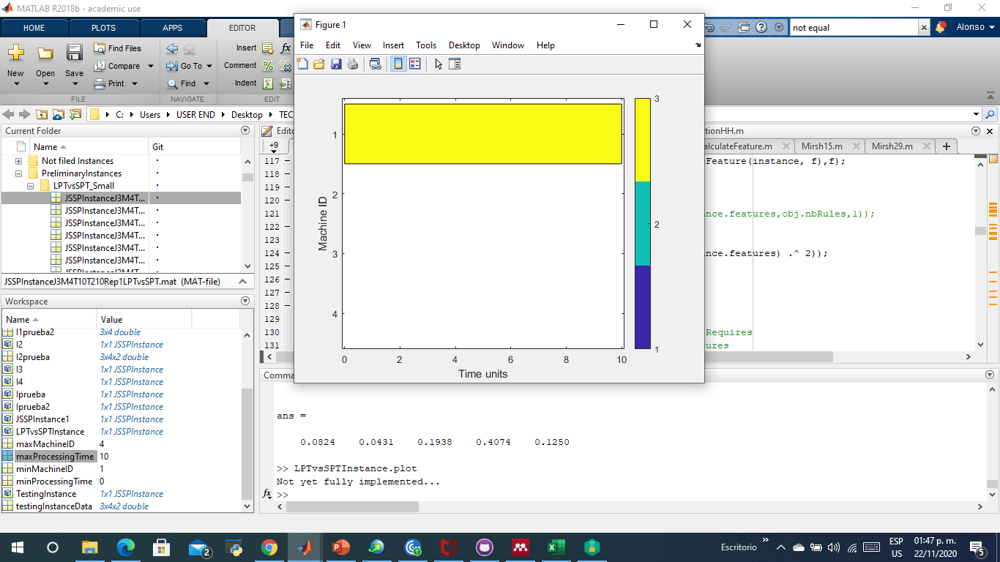 MATLAB R2018b - academic use
HOME PLOTS APPS EDITOR
not equal
Alonso
New Open Save
Find Files
Compare
Print
FILE
Go To
Find
NAVIGATE
Insert
Comment
Indent
EDIT
C: Users USER END Desktop TEC
Current Folder
Name Git
Not filed Instances
PreliminaryInstances
LPTvsSPT_Small
JSSPInstanceJ3M4T...
JSSPInstanceJ3M4T...
JSSPInstanceJ3M4T...
JSSPInstanceJ3M4T...
JSSPInstanceJ3M4T...
JSSPInstanceJ3M4T...
JSSPInstanceJ3M4T10T210Rep1LPTvsSPT.mat (MAT-file)
Workspace
Name Value
I1prueba2 3x4 double
I2 1x1 JSSPInstance
I2prueba 3x4x2 double
I3 1x1 JSSPInstance
I4 1x1 JSSPInstance
Iprueba 1x1 JSSPInstance
Iprueba2 1x1 JSSPInstance
JSSPInstance1 1x1 JSSPInstance
LPTvsSPTInstance 1x1 JSSPInstance
maxMachineID 4
maxProcessingTime 10
minMachineID 1
minProcessingTime 0
TestingInstance 1x1 JSSPInstance
testingInstanceData 3x4x2 double
Figure 1
File Edit View Insert Tools Desktop Window Help
Machine ID
1
2
3
4
0 2 4 6 8 10
Time units
3
2
1
Edito
ctionHH.m
+9
alculateFeature.m Mirsh15.m Mirsh29.m
117
118
119
120
121
122
123
124
125
126
127
128
129
130
131
eFeature(instance, f),f);
nce.features,obj.nbRules,1));
nce.features) .^ 2));
Requires
ures
Comma
ans =
0.0824 0.0431 0.1938 0.4074 0.1250
>> LPTvsSPTInstance.plot
Not yet fully implemented...
fx >>
Escritorio
ESP
US
01:47 p. m.
22/11/2020
2
5